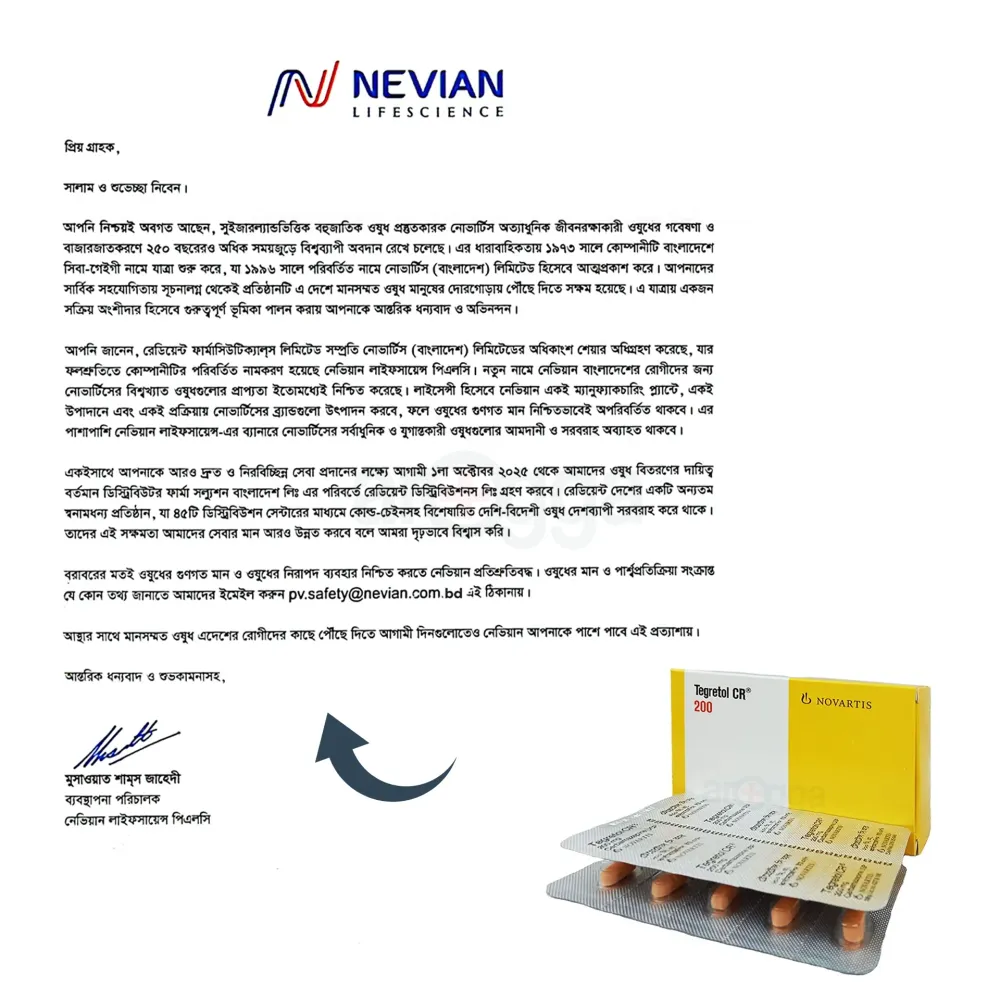 NEVIAN
LIFESCIENCE
প্রিয় গ্রাহক,
সালাম ও শুভেচ্ছা নিবেন।
আপনি নিশ্চয়ই অবগত আছেন, সুইজারল্যান্ডভিত্তিক বহুজাতিক ওষুধ প্রস্তুতকারক নোভার্টিস অত্যাধুনিক জীবনরক্ষাকারী ওষুধের গবেষণা ও
বাজারজাতকরণে ২৫০ বছরেরও অধিক সময়জুড়ে বিশ্বব্যাপী অবদান রেখে চলেছে। এর ধারাবাহিকতায় ১৯৭৩ সালে কোম্পানীটি বাংলাদেশে
সিবা-গেইগী নামে যাত্রা শুরু করে, যা ১৯৯৬ সালে পরিবর্তিত নামে নোভার্টিস (বাংলাদেশ) লিমিটেড হিসেবে আত্মপ্রকাশ করে। আপনাদের
সার্বিক সহযোগিতায় সূচনালগ্ন থেকেই প্রতিষ্ঠানটি এ দেশে মানসম্মত ওষুধ মানুষের দোরগোড়ায় পৌঁছে দিতে সক্ষম হয়েছে। এ যাত্রায় একজন
সক্রিয় অংশীদার হিসেবে গুরুত্বপূর্ণ ভূমিকা পালন করায় আপনাকে আন্তরিক ধন্যবাদ ও অভিনন্দন।
আপনি জানেন, রেডিয়েন্ট ফার্মাসিউটিক্যাল্‌স লিমিটেড সম্প্রতি নোভার্টিস (বাংলাদেশ) লিমিটেডের অধিকাংশ শেয়ার অধিগ্রহণ করেছে, যার
ফলশ্রুতিতে কোম্পানীটির পরিবর্তিত নামকরণ হয়েছে নেভিয়ান লাইফসায়েন্স পিএলসি। নতুন নামে নেভিয়ান বাংলাদেশের রোগীদের জন্য
নোভার্টিসের বিশ্বখ্যাত ওষুধগুলোর প্রাপ্যতা ইতোমধ্যেই নিশ্চিত করেছে। লাইসেন্সী হিসেবে নেভিয়ান একই ম্যানুফ্যাকচারিং প্ল্যান্টে, একই
উপাদানে এবং একই প্রক্রিয়ায় নোভার্টিসের ব্র্যান্ডগুলো উৎপাদন করবে, ফলে ওষুধের গুণগত মান নিশ্চিতভাবেই অপরিবর্তিত থাকবে। এর
পাশাপাশি নেভিয়ান লাইফসায়েন্স-এর ব্যানারে নোভার্টিসের সর্বাধুনিক ও যুগান্তকারী ওষুধগুলোর আমদানী ও সরবরাহ অব্যাহত থাকবে।
একইসাথে আপনাকে আরও দ্রুত ও নিরবিচ্ছিন্ন সেবা প্রদানের লক্ষ্যে আগামী ১লা অক্টোবর ২০২৫ থেকে আমাদের ওষুধ বিতরণের দায়িত্ব
বর্তমান ডিস্ট্রিবিউটর ফার্মা সল্যুশন বাংলাদেশ লিঃ এর পরিবর্তে রেডিয়েন্ট ডিস্ট্রিবিউশনস লিঃ গ্রহণ করবে। রেডিয়েন্ট দেশের একটি অন্যতম
স্বনামধন্য প্রতিষ্ঠান, যা ৪৫টি ডিস্ট্রিবিউশন সেন্টারের মাধ্যমে কোল্ড-চেইনসহ বিশেষায়িত দেশি-বিদেশী ওষুধ দেশব্যাপী সরবরাহ করে থাকে।
তাদের এই সক্ষমতা আমাদের সেবার মান আরও উন্নত করবে বলে আমরা দৃঢ়ভাবে বিশ্বাস করি।
বরাবরের মতই ওষুধের গুণগত মান ও ওষুধের নিরাপদ ব্যবহার নিশ্চিত করতে নেভিয়ান প্রতিশ্রুতিবদ্ধ। ওষুধের মান ও পার্শ্বপ্রতিক্রিয়া সংক্রান্ত
যে কোন তথ্য জানাতে আমাদের ইমেইল করুন pv.safety@nevian.com.bd এই ঠিকানায়।
আস্থার সাথে মানসম্মত ওষুধ এদেশের রোগীদের কাছে পৌঁছে দিতে আগামী দিনগুলোতেও নেভিয়ান আপনাকে পাশে পাবে এই প্রত্যাশায়।
আন্তরিক ধন্যবাদ ও শুভকামনাসহ,
মুসাওয়াত শাম্‌স জাহেদী
ব্যবস্থাপনা পরিচালক
নেভিয়ান লাইফসায়েন্স পিএলসি
Tegretol CR®
200
NOVARTIS
Tegretol CR®
Tegretol CR®
Tegretol CR®